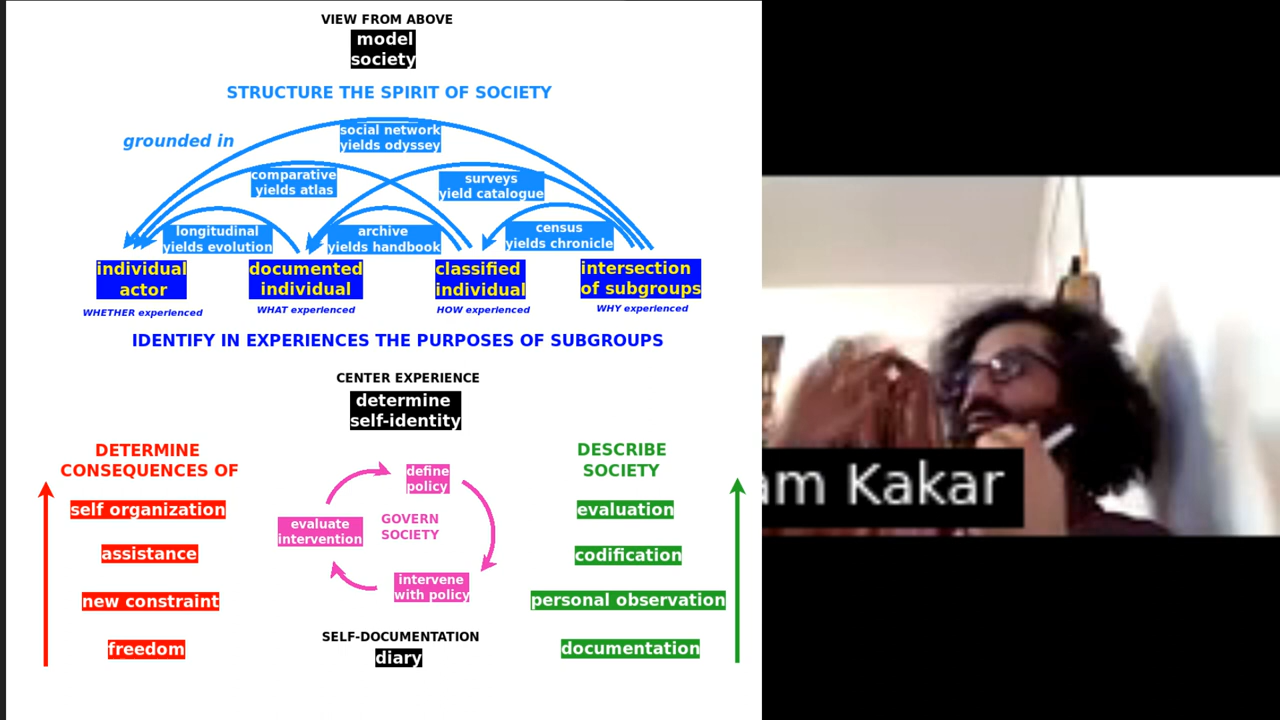 VIEW FROM ABOVE
model
society
STRUCTURE THE SPIRIT OF SOCIETY
grounded in
social network
yields odyssey
comparative
yields atlas
surveys
yield catalogue
longitudinal
yields evolution
archive
yields handbook
census
yields chronicle
individual
actor
documented
individual
classified
individual
intersection
of subgroups
WHETHER experienced
WHAT experienced
HOW experienced
WHY experienced
IDENTIFY IN EXPERIENCES THE PURPOSES OF SUBGROUPS
CENTER EXPERIENCE
determine
self-identity
DETERMINE
CONSEQUENCES OF
self organization
assistance
new constraint
freedom
define
policy
evaluate
intervention
GOVERN
SOCIETY
intervene
with policy
SELF-DOCUMENTATION
diary
DESCRIBE
SOCIETY
evaluation
codification
personal observation
documentation
am Kakar